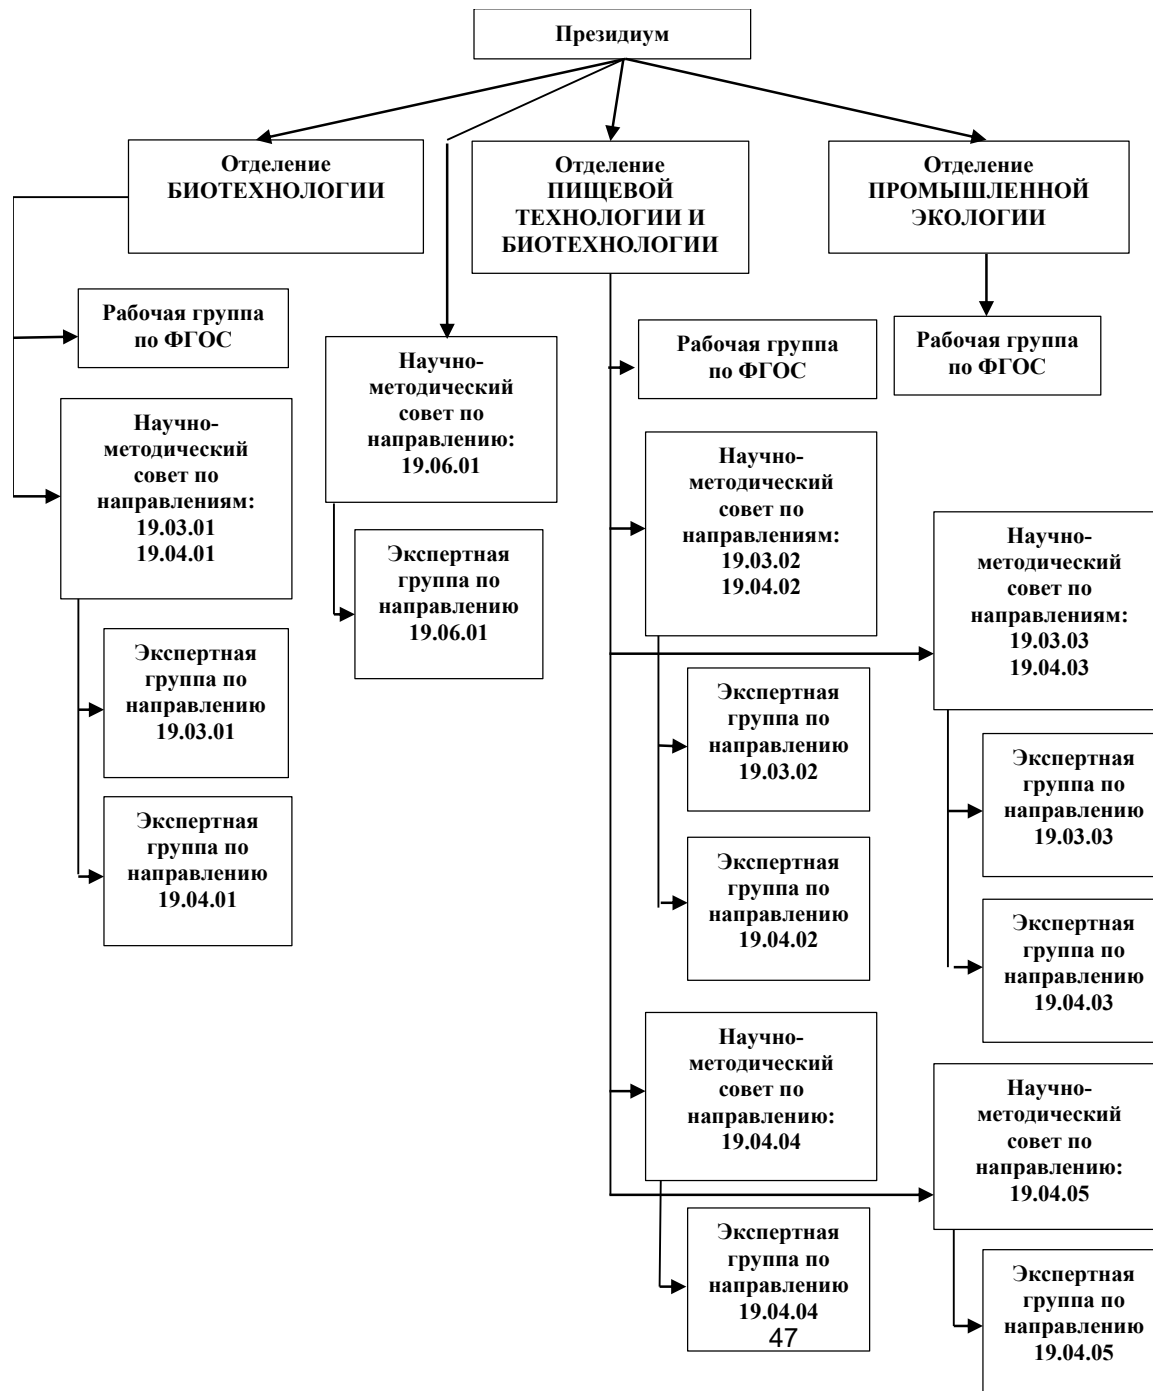 Президиум
Отделение
БИОТЕХНОЛОГИИ
Отделение
ПИЩЕВОЙ
ТЕХНОЛОГИИ И
БИОТЕХНОЛОГИИ
Отделение
ПРОМЫШЛЕННОЙ
ЭКОЛОГИИ
Рабочая группа
по ФГОС
Научно-
методический
совет по
направлению:
19.06.01
Рабочая группа
по ФГОС
Рабочая группа
по ФГОС
Научно-
методический
совет по
направлениям:
19.03.01
19.04.01
Экспертная
группа по
направлению
19.06.01
Научно-
методический
совет по
направлениям:
19.03.02
19.04.02
Научно-
методический
совет по
направлениям:
19.03.03
19.04.03
Экспертная
группа по
направлению
19.03.01
Экспертная
группа по
направлению
19.03.02
Экспертная
группа по
направлению
19.03.03
Экспертная
группа по
направлению
19.04.01
Экспертная
группа по
направлению
19.04.02
Экспертная
группа по
направлению
19.04.03
Научно-
методический
совет по
направлению:
19.04.04
Научно-
методический
совет по
направлению:
19.04.05
Экспертная
группа по
направлению
19.04.04
Экспертная
группа по
направлению
19.04.05
47